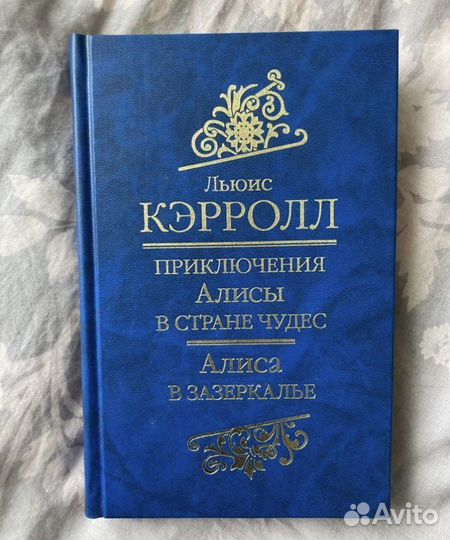 Льюис
КЭРРОЛЛ
ПРИКЛЮЧЕНИЯ
АЛИСЫ
В СТРАНЕ ЧУДЕС
АЛИСА
В ЗАЗЕРКАЛЬЕ
Avito